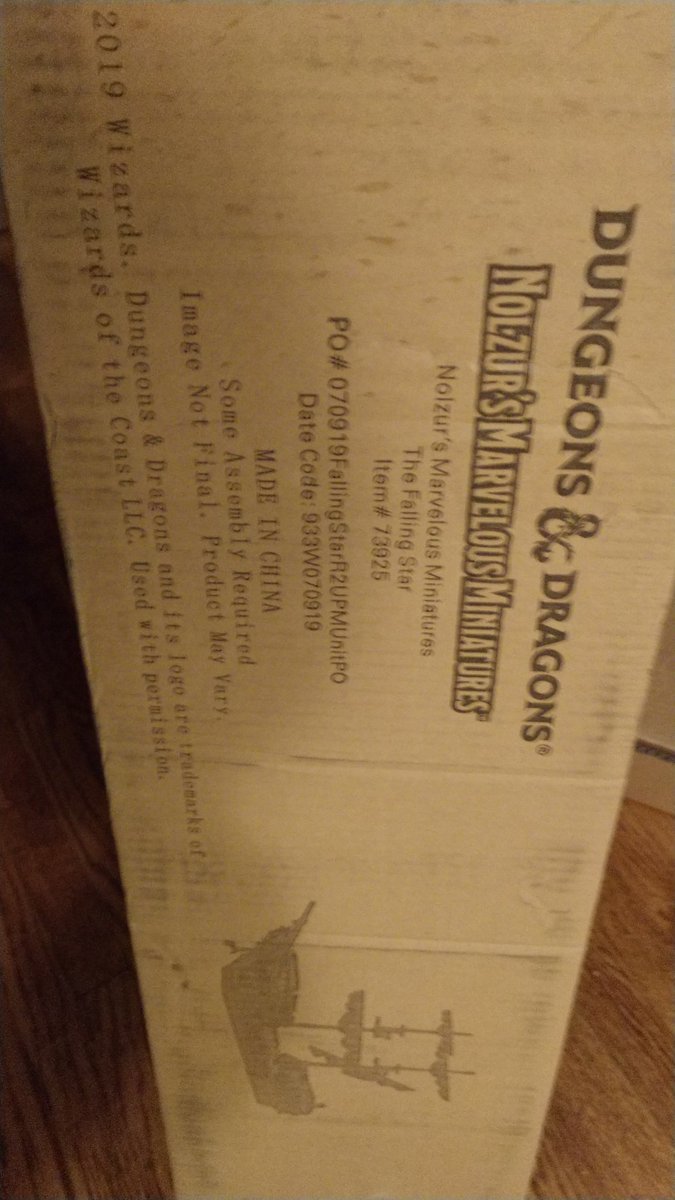 DUNGEONS & DRAGONS®
NOLZUR'S MARVELOUS MINIATURES
Nolzur's Marvelous Miniatures
The Falling Star
Item# 73925
PO# 070919FallingStarR2UPMUnitPO
Date Code: 933W070919
MADE IN CHINA
Some Assembly Required
Image Not Final. Product May Vary.
2019 Wizards. Dungeons & Dragons and its logo are trademarks of
Wizards of the Coast LLC. Used with permission.